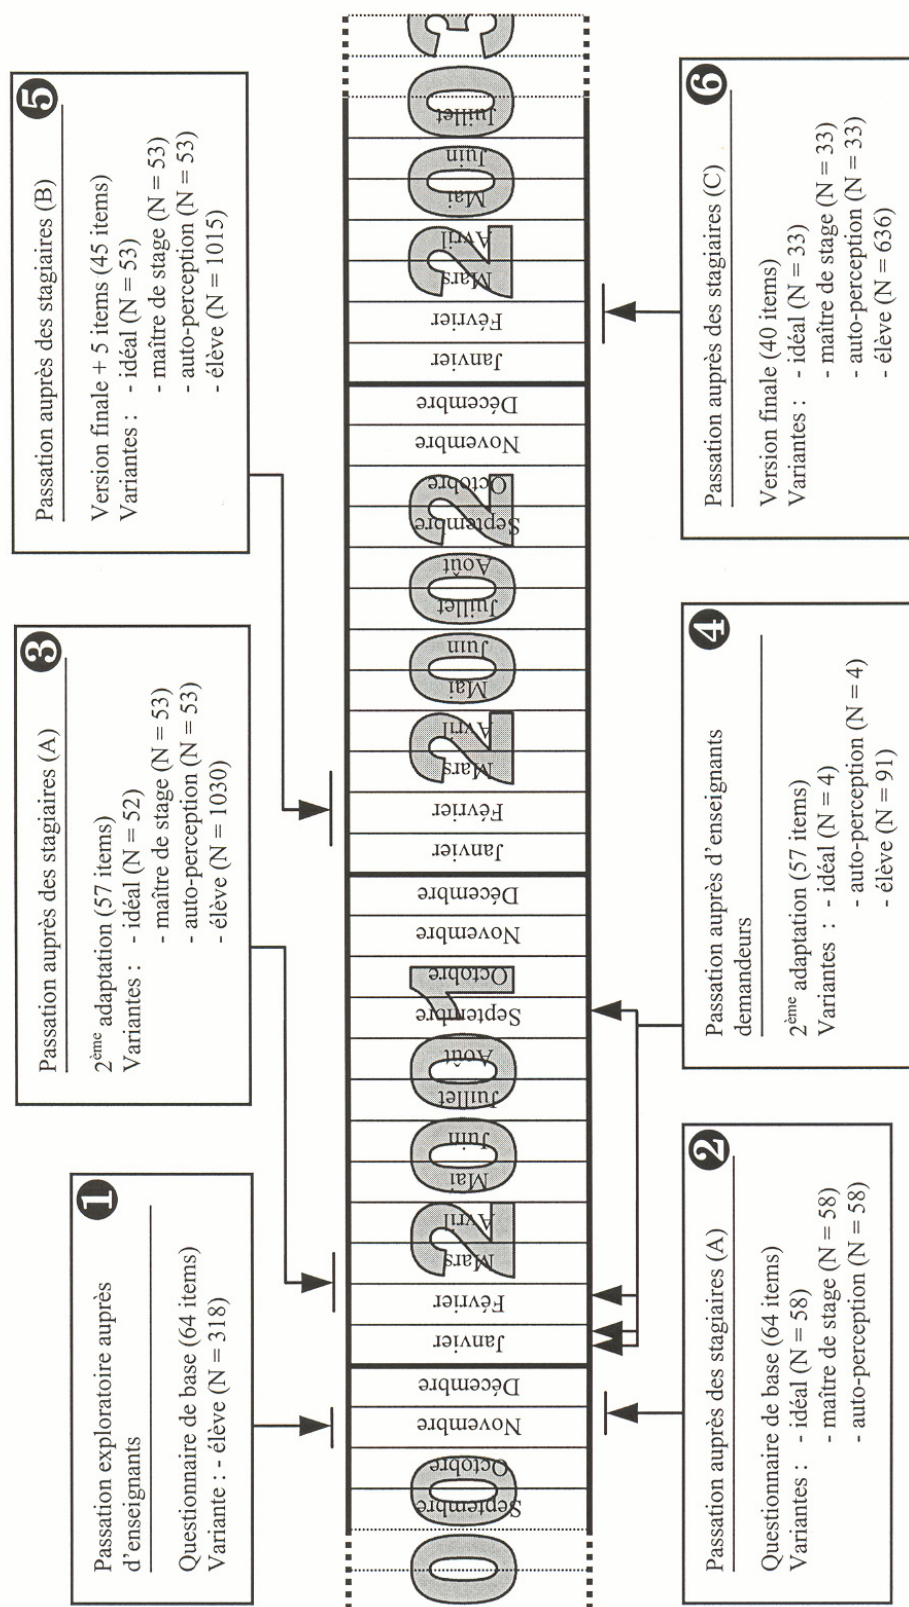 Passation exploratoire auprès
d'enseignants
1
Questionnaire de base (64 items)
Variante : - élève (N = 318)
Passation auprès des stagiaires (A)
3
2ème adaptation (57 items)
Variantes : - idéal (N = 52)
- maître de stage (N = 53)
- auto-perception (N = 53)
- élève (N = 1030)
Passation auprès des stagiaires (B)
5
Version finale + 5 items (45 items)
Variantes : - idéal (N = 53)
- maître de stage (N = 53)
- auto-perception (N = 53)
- élève (N = 1015)
00
Septembre
Octobre
Novembre
Décembre
2001
Janvier
Février
Mars
Avril
Mai
Juin
Juillet
Août
Septembre
Octobre
Novembre
Décembre
2002
Janvier
Février
Mars
Avril
Mai
Juin
Juillet
Août
Septembre
Octobre
Novembre
Décembre
2003
Janvier
Février
Mars
Avril
Mai
Juin
Juillet
Passation auprès des stagiaires (A)
2
Questionnaire de base (64 items)
Variantes : - idéal (N = 58)
- maître de stage (N = 58)
- auto-perception (N = 58)
Passation auprès d'enseignants
demandeurs
4
2ème adaptation (57 items)
Variantes : - idéal (N = 4)
- auto-perception (N = 4)
- élève (N = 91)
Passation auprès des stagiaires (C)
6
Version finale (40 items)
Variantes : - idéal (N = 33)
- maître de stage (N = 33)
- auto-perception (N = 33)
- élève (N = 636)